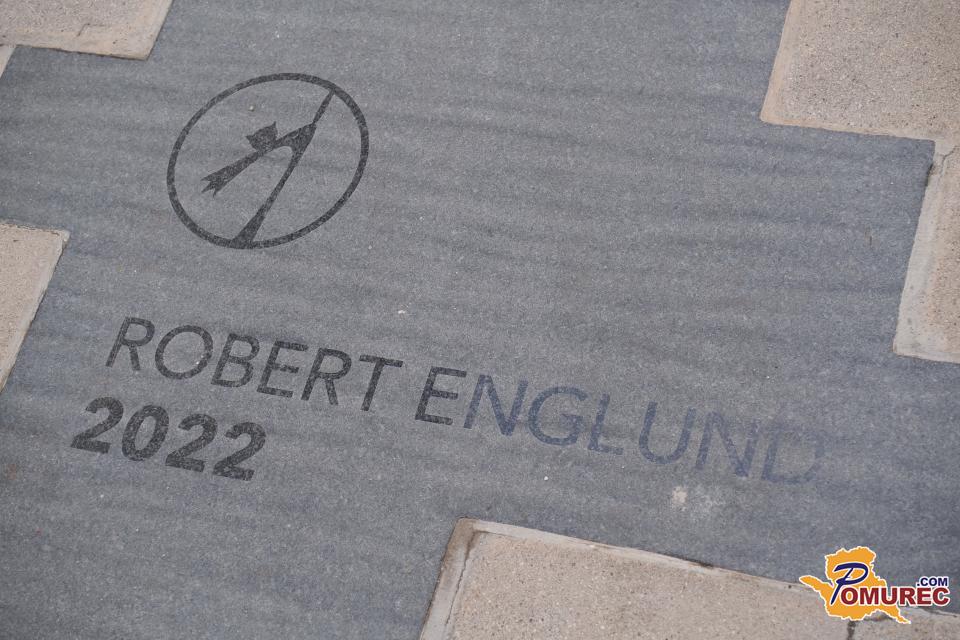 ROBERT ENGLUND
2022
POMUREC
.COM